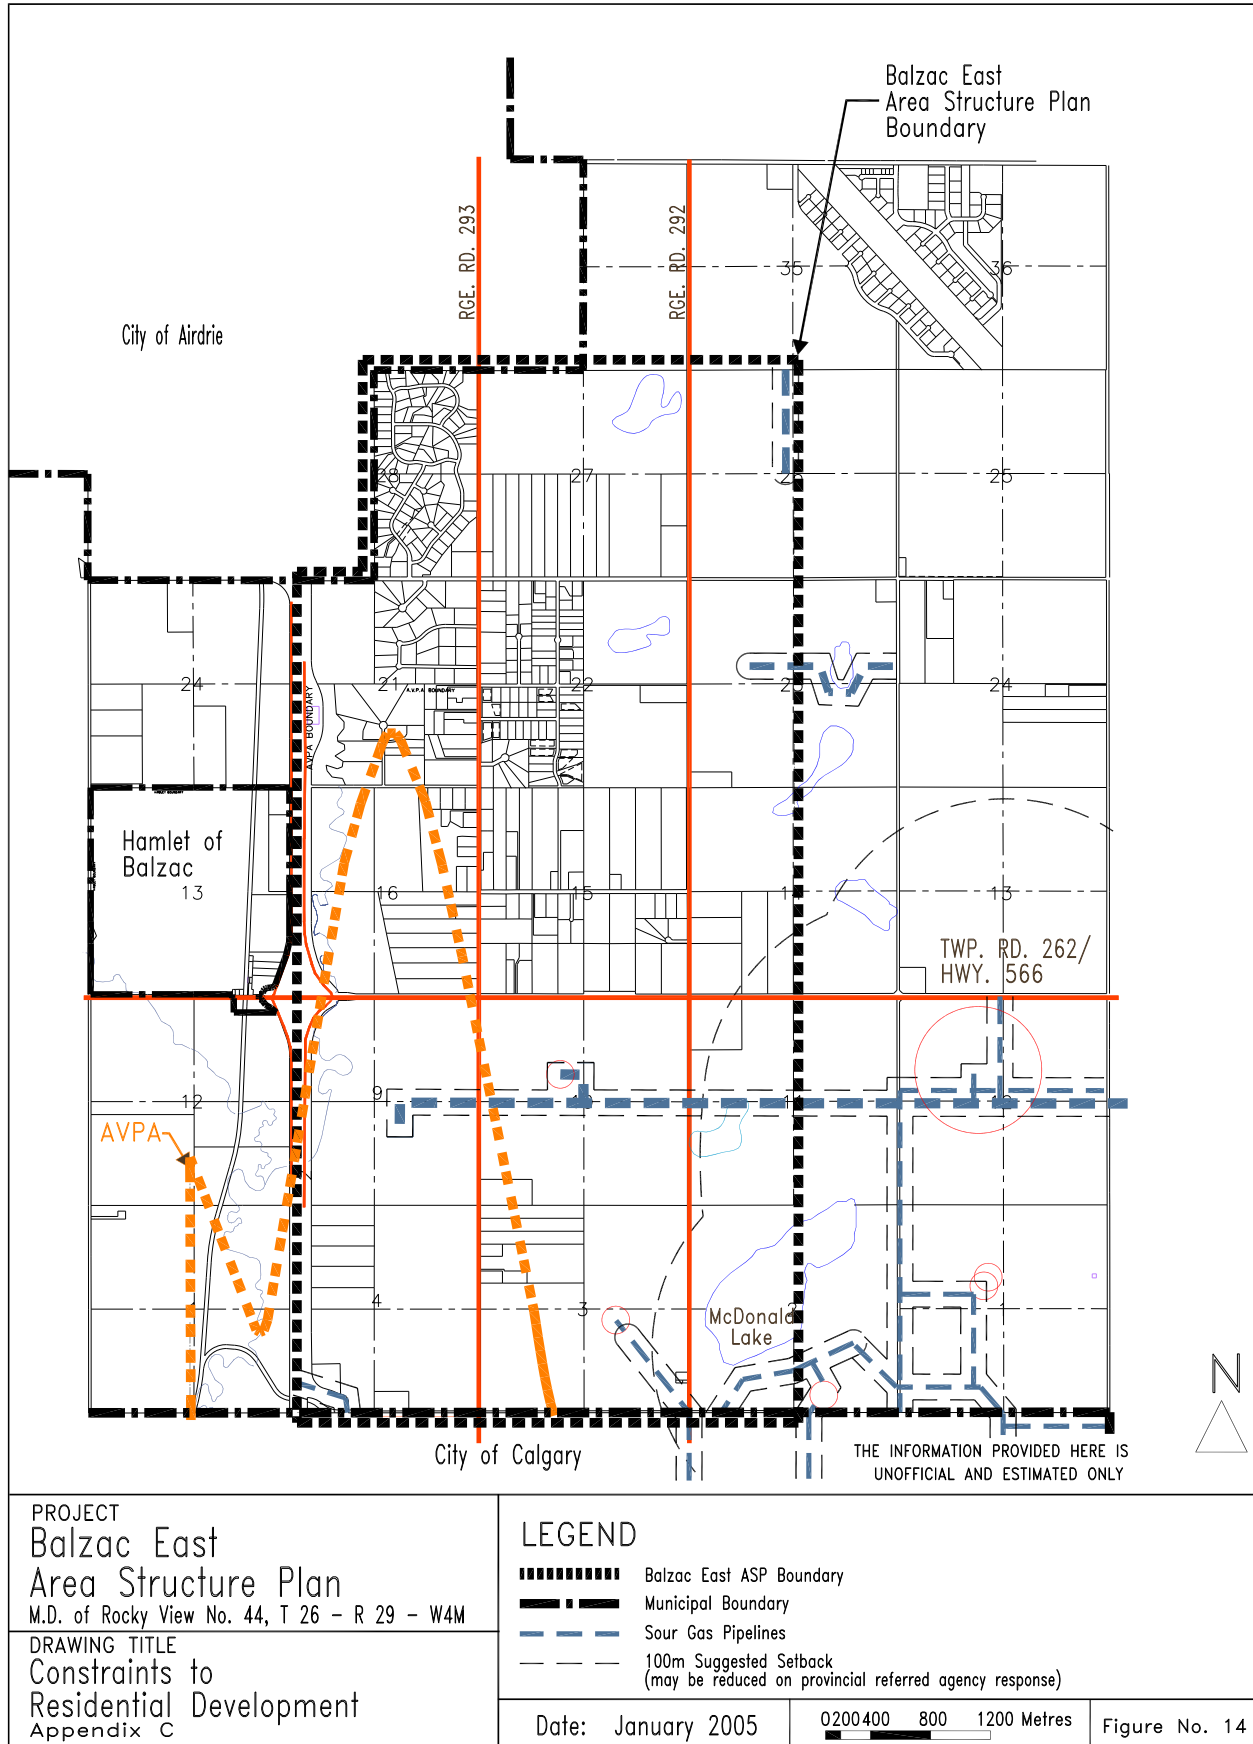 Balzac East
Area Structure Plan
Boundary
RGE. RD. 293
RGE. RD. 292
35
36
City of Airdrie
28
27
26
25
24
21
A.V.P.A BOUNDARY
22
23
24
AVPA BOUNDARY
Hamlet of
Balzac
13
16
15
14
13
TWP. RD. 262/
HWY. 566
12
9
10
11
12
AVPA
4
3
2
1
McDonald
Lake
N
City of Calgary
THE INFORMATION PROVIDED HERE IS
UNOFFICIAL AND ESTIMATED ONLY
PROJECT
Balzac East
Area Structure Plan
M.D. of Rocky View No. 44, T 26 - R 29 - W4M
DRAWING TITLE
Constraints to
Residential Development
Appendix C
LEGEND
Balzac East ASP Boundary
Municipal Boundary
Sour Gas Pipelines
100m Suggested Setback
(may be reduced on provincial referred agency response)
Date: January 2005
0 200 400 800 1200 Metres
Figure No. 14